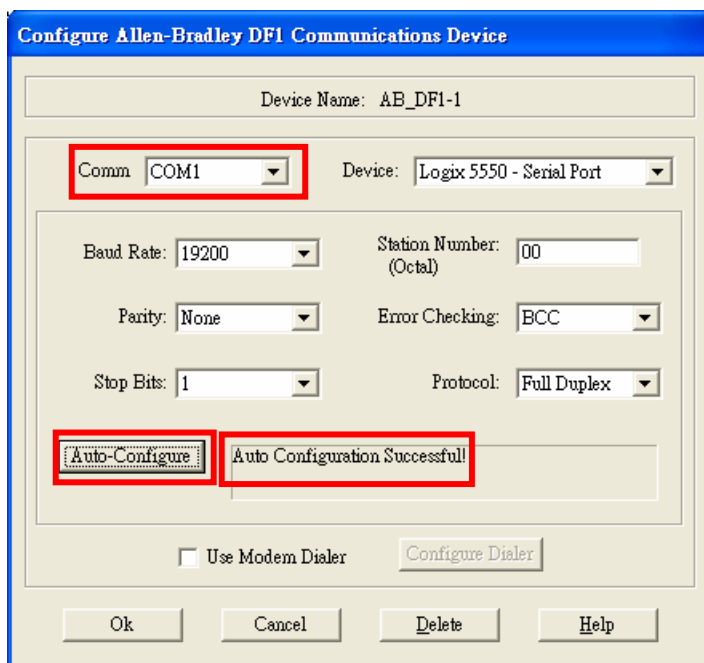 Configure Allen-Bradley DF1 Communications Device
Device Name: AB_DF1-1
Comm COM1 Device: Logix 5550 - Serial Port
Baud Rate: 19200 Station Number: (Octal) 00
Parity: None Error Checking: BCC
Stop Bits: 1 Protocol: Full Duplex
Auto-Configure Auto Configuration Successful!
Use Modem Dialer Configure Dialer
Ok Cancel Delete Help